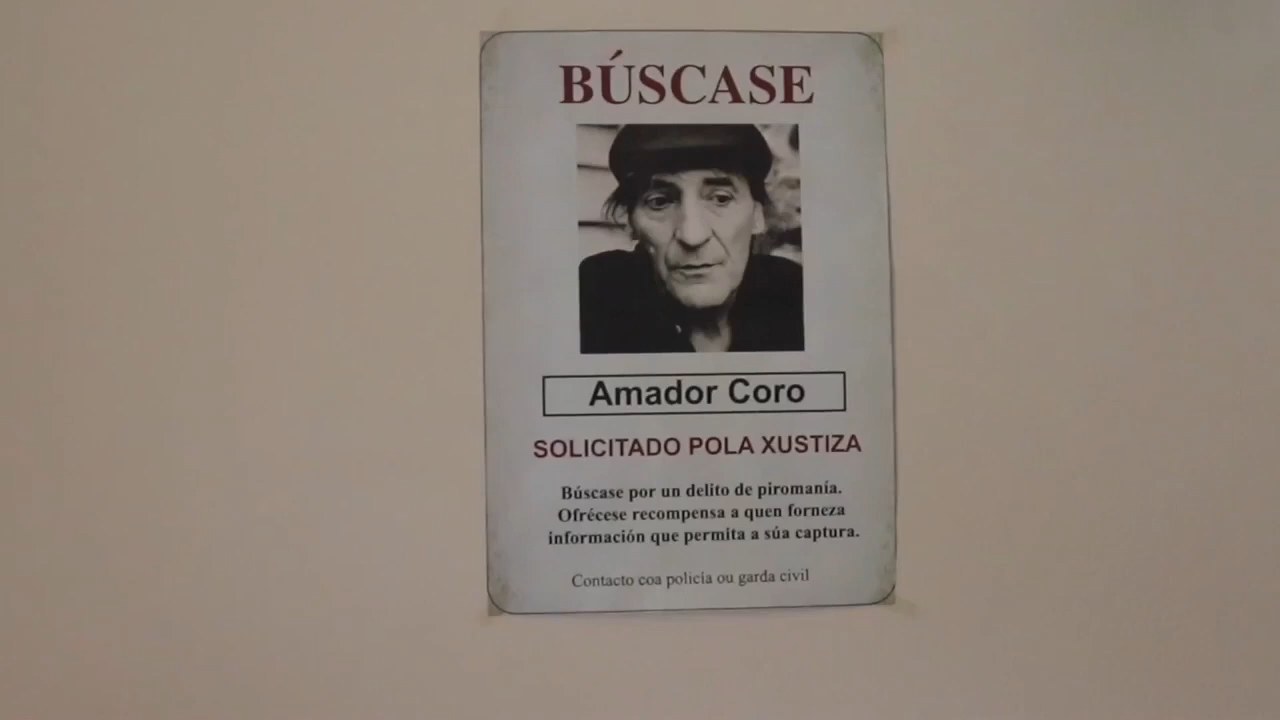 BÚSCASE
Amador Coro
SOLICITADO POLA XUSTIZA
Búscase por un delito de piromanía.
Ofrécese recompensa a quen forneza
información que permita a súa captura.
Contacto coa policía ou garda civil